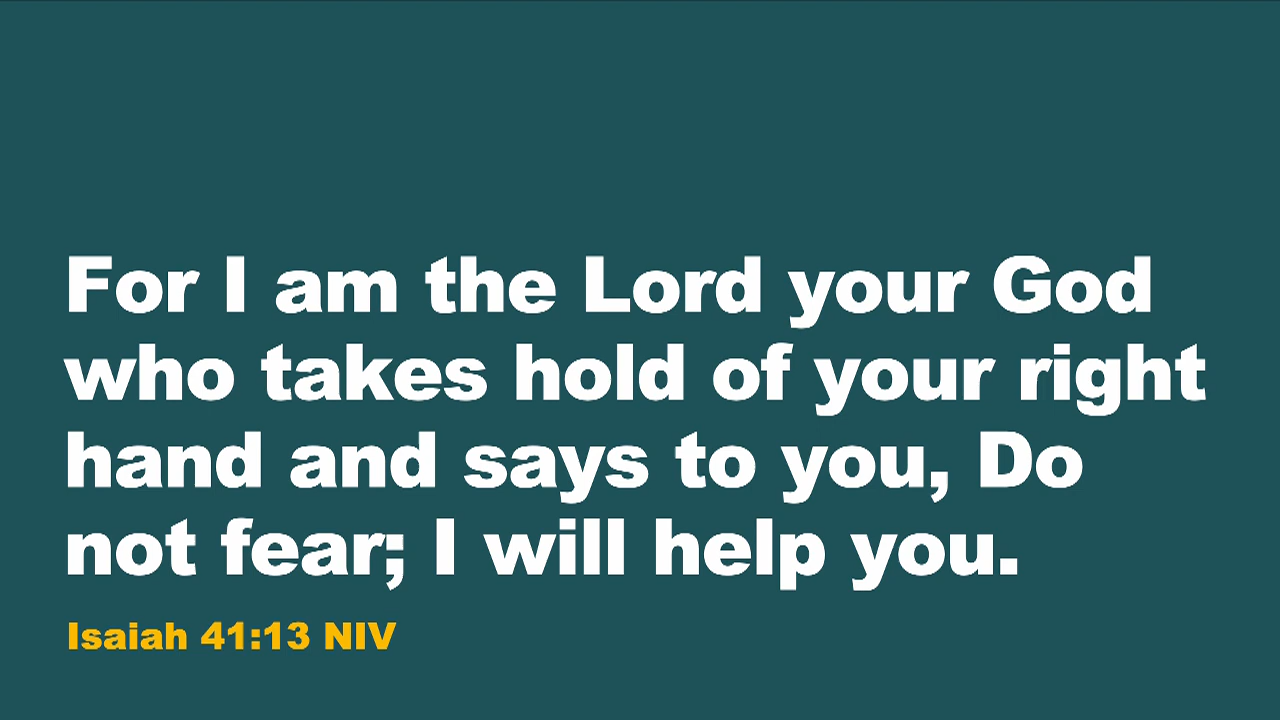 For I am the Lord your God
who takes hold of your right
hand and says to you, Do
not fear; I will help you.
Isaiah 41:13 NIV